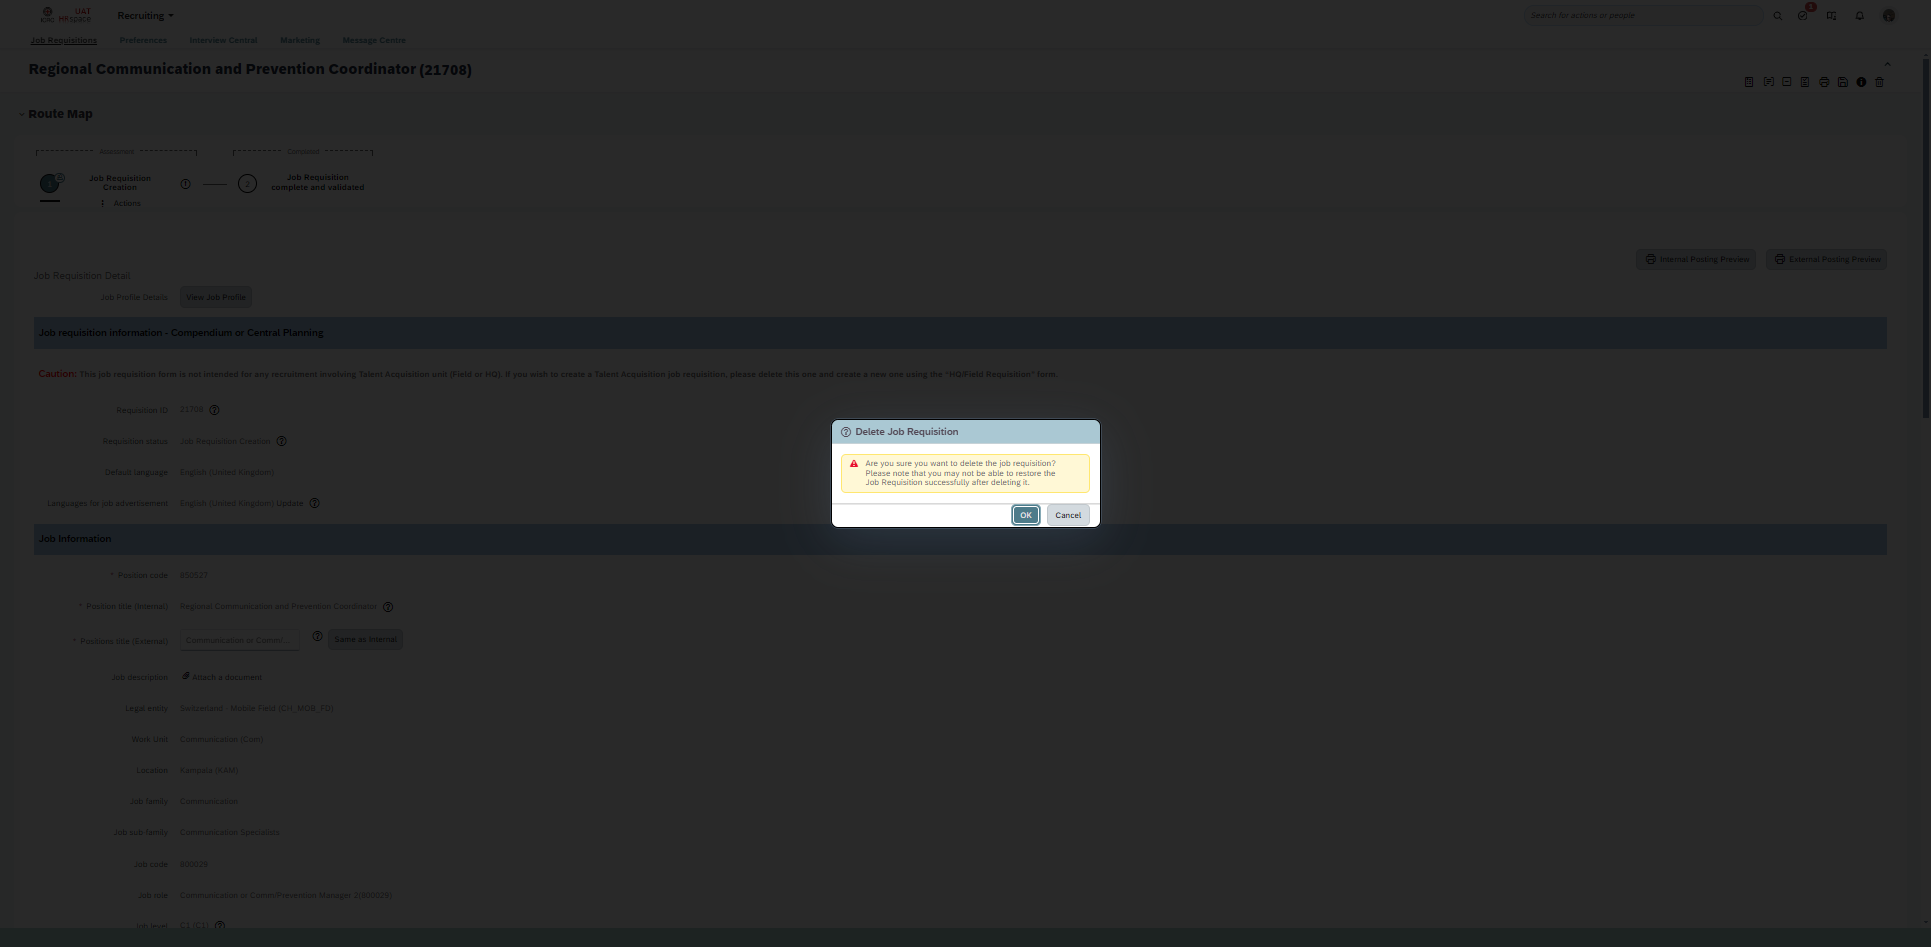 UAT
HRspace
Recruiting
Search for actions or people
Job Requisitions
Preferences
Interview Central
Marketing
Message Centre
Regional Communication and Prevention Coordinator (21708)
Route Map
Completed
1
Job Requisition
Creation
2
Job Requisition
complete and validated
Actions
Internal Posting Preview
External Posting Preview
Job Requisition Detail
Job Profile Details
View Job Profile
Job requisition information - Compendium or Central Planning
Caution: This job requisition form is not intended for any recruitment involving Talent Acquisition unit (Field or HQ). If you wish to create a Talent Acquisition job requisition, please delete this one and create a new one using the "HQ/Field Requisition" form.
Requisition ID 21708
Requisition status Job Requisition Creation
Default language English (United Kingdom)
Languages for job advertisement English (United Kingdom) Update
Delete Job Requisition
Are you sure you want to delete the job requisition?
Please note that you may not be able to restore the
Job Requisition successfully after deleting it.
OK
Cancel
Job Information
* Position code
* Position title (Internal) Regional Communication and Prevention Coordinator
* Positions title (External) Communication or Comm/... Same as Internal
Job description Attach a document
Legal entity Switzerland - Mobile Field (CH_MOB_FD)
Work Unit Communication (Com)
Location Kampala (KAM)
Job family Communication
Job sub-family Communication Specialists
Job code 800029
Job role Communication or Comm/Prevention Manager 2(800029)
Job level C1 (C1)